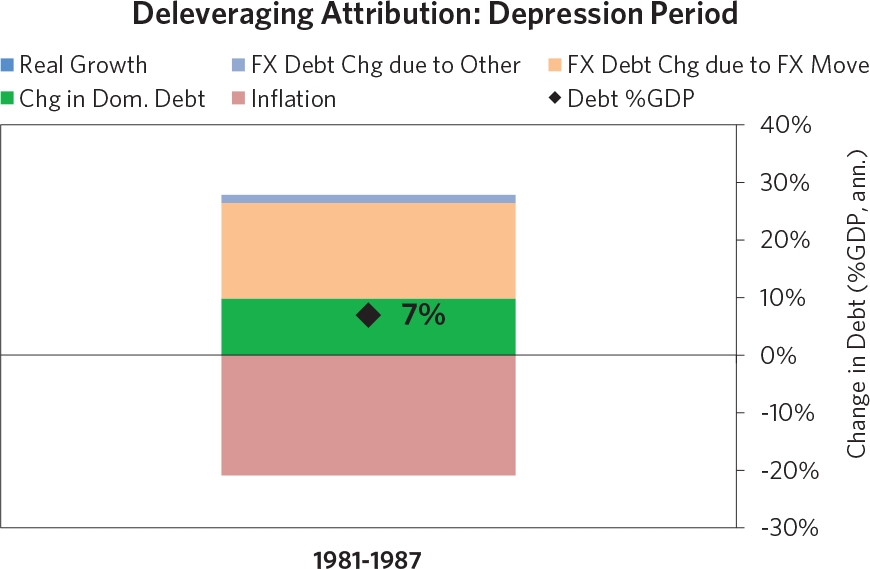 Deleveraging Attribution: Depression Period
Real Growth FX Debt Chg due to Other FX Debt Chg due to FX Move
Chg in Dom. Debt Inflation Debt %GDP
40%
30%
20%
10%
7%
0%
-10%
-20%
-30%
Change in Debt (%GDP, ann.)
1981-1987